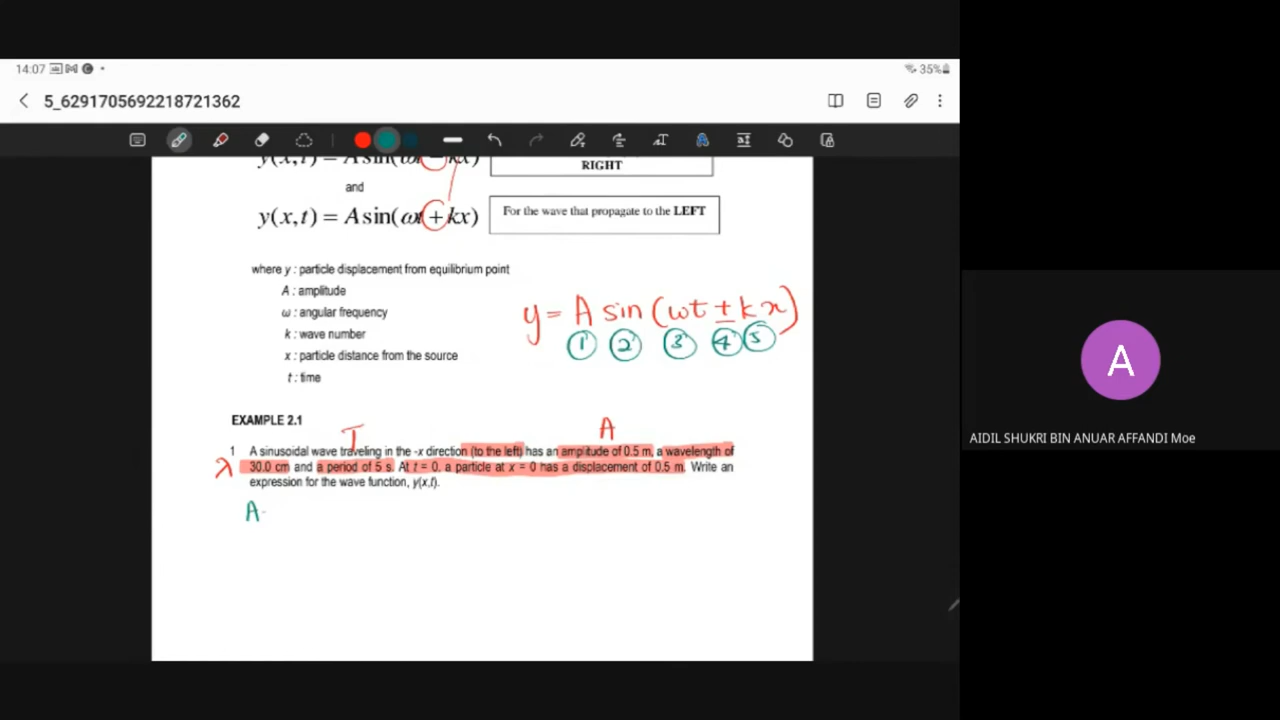 14:07
35%
5_6291705692218721362
y(x,t) = A sin(ωt − kx)
RIGHT
and
y(x,t) = A sin(ωt + kx)
For the wave that propagate to the LEFT
where y : particle displacement from equilibrium point
A : amplitude
ω : angular frequency
k : wave number
x : particle distance from the source
t : time
y = A sin (ωt ± kx)
1 2 3 4 5
EXAMPLE 2.1
T A
1 A sinusoidal wave traveling in the -x direction (to the left) has an amplitude of 0.5 m, a wavelength of
λ 30.0 cm and a period of 5 s. At t = 0. a particle at x = 0 has a displacement of 0.5 m. Write an
expression for the wave function, y(x,t).
A
A
AIDIL SHUKRI BIN ANUAR AFFANDI Moe